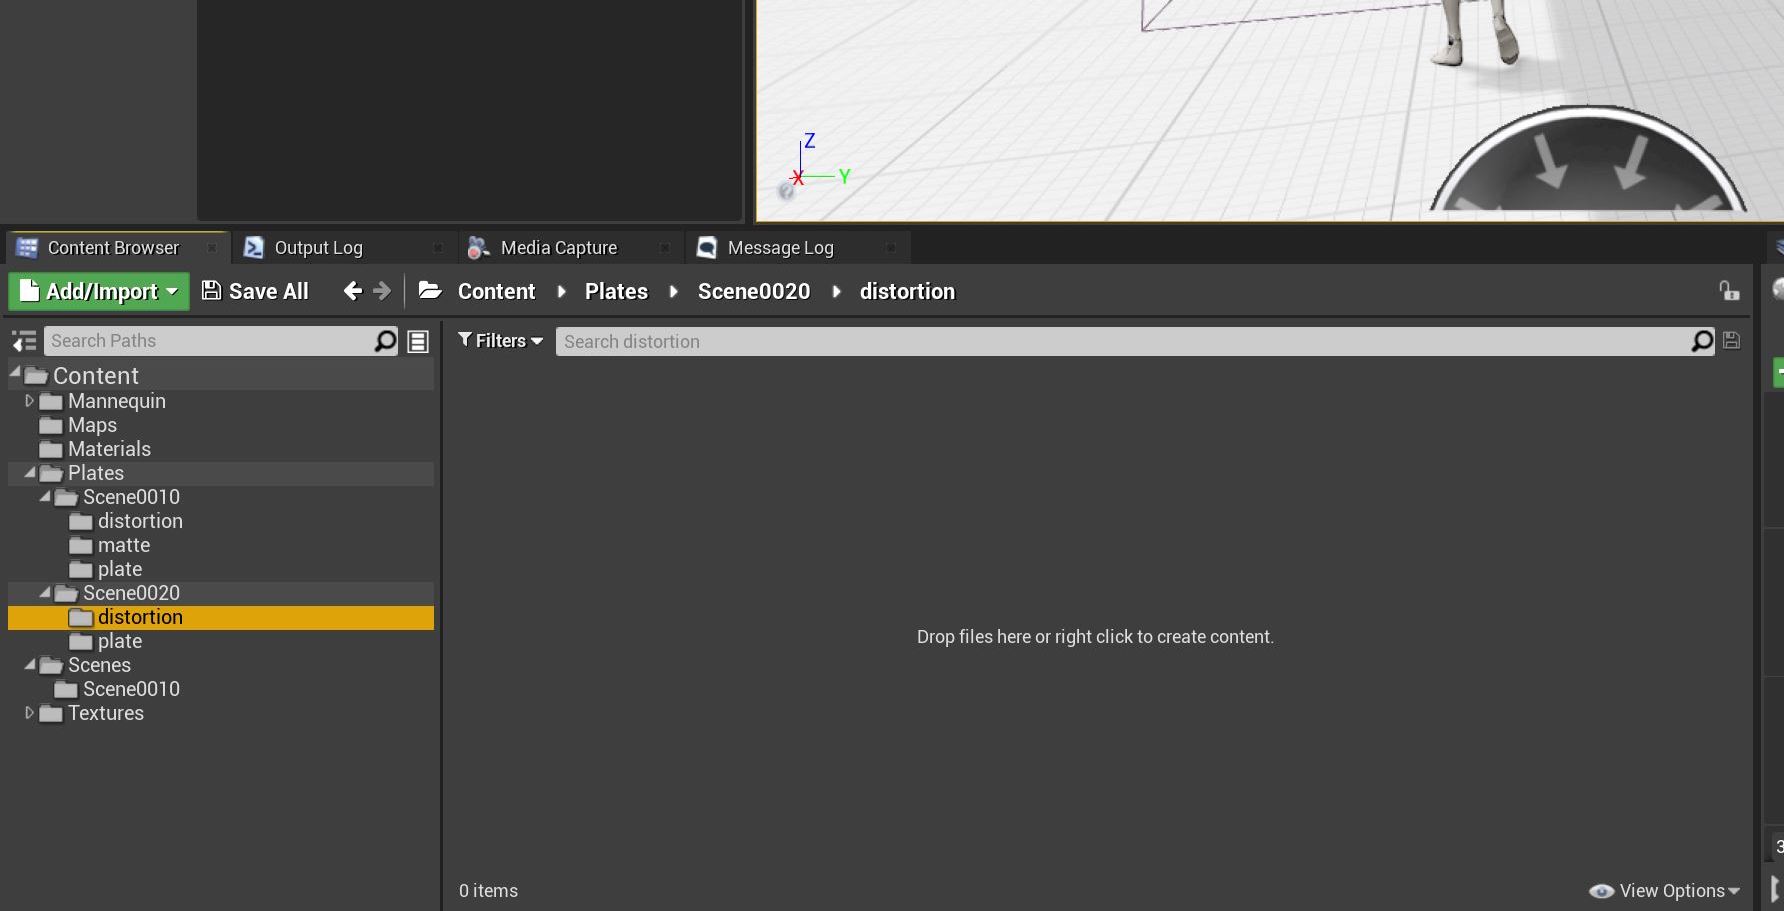 Z
X
Y
?
Content Browser
Output Log
Media Capture
Message Log
Add/Import
Save All
Content
Plates
Scene0020
distortion
Search Paths
Filters
Search distortion
Content
Mannequin
Maps
Materials
Plates
Scene0010
distortion
matte
plate
Scene0020
distortion
plate
Scenes
Scene0010
Textures
Drop files here or right click to create content.
0 items
View Options
3